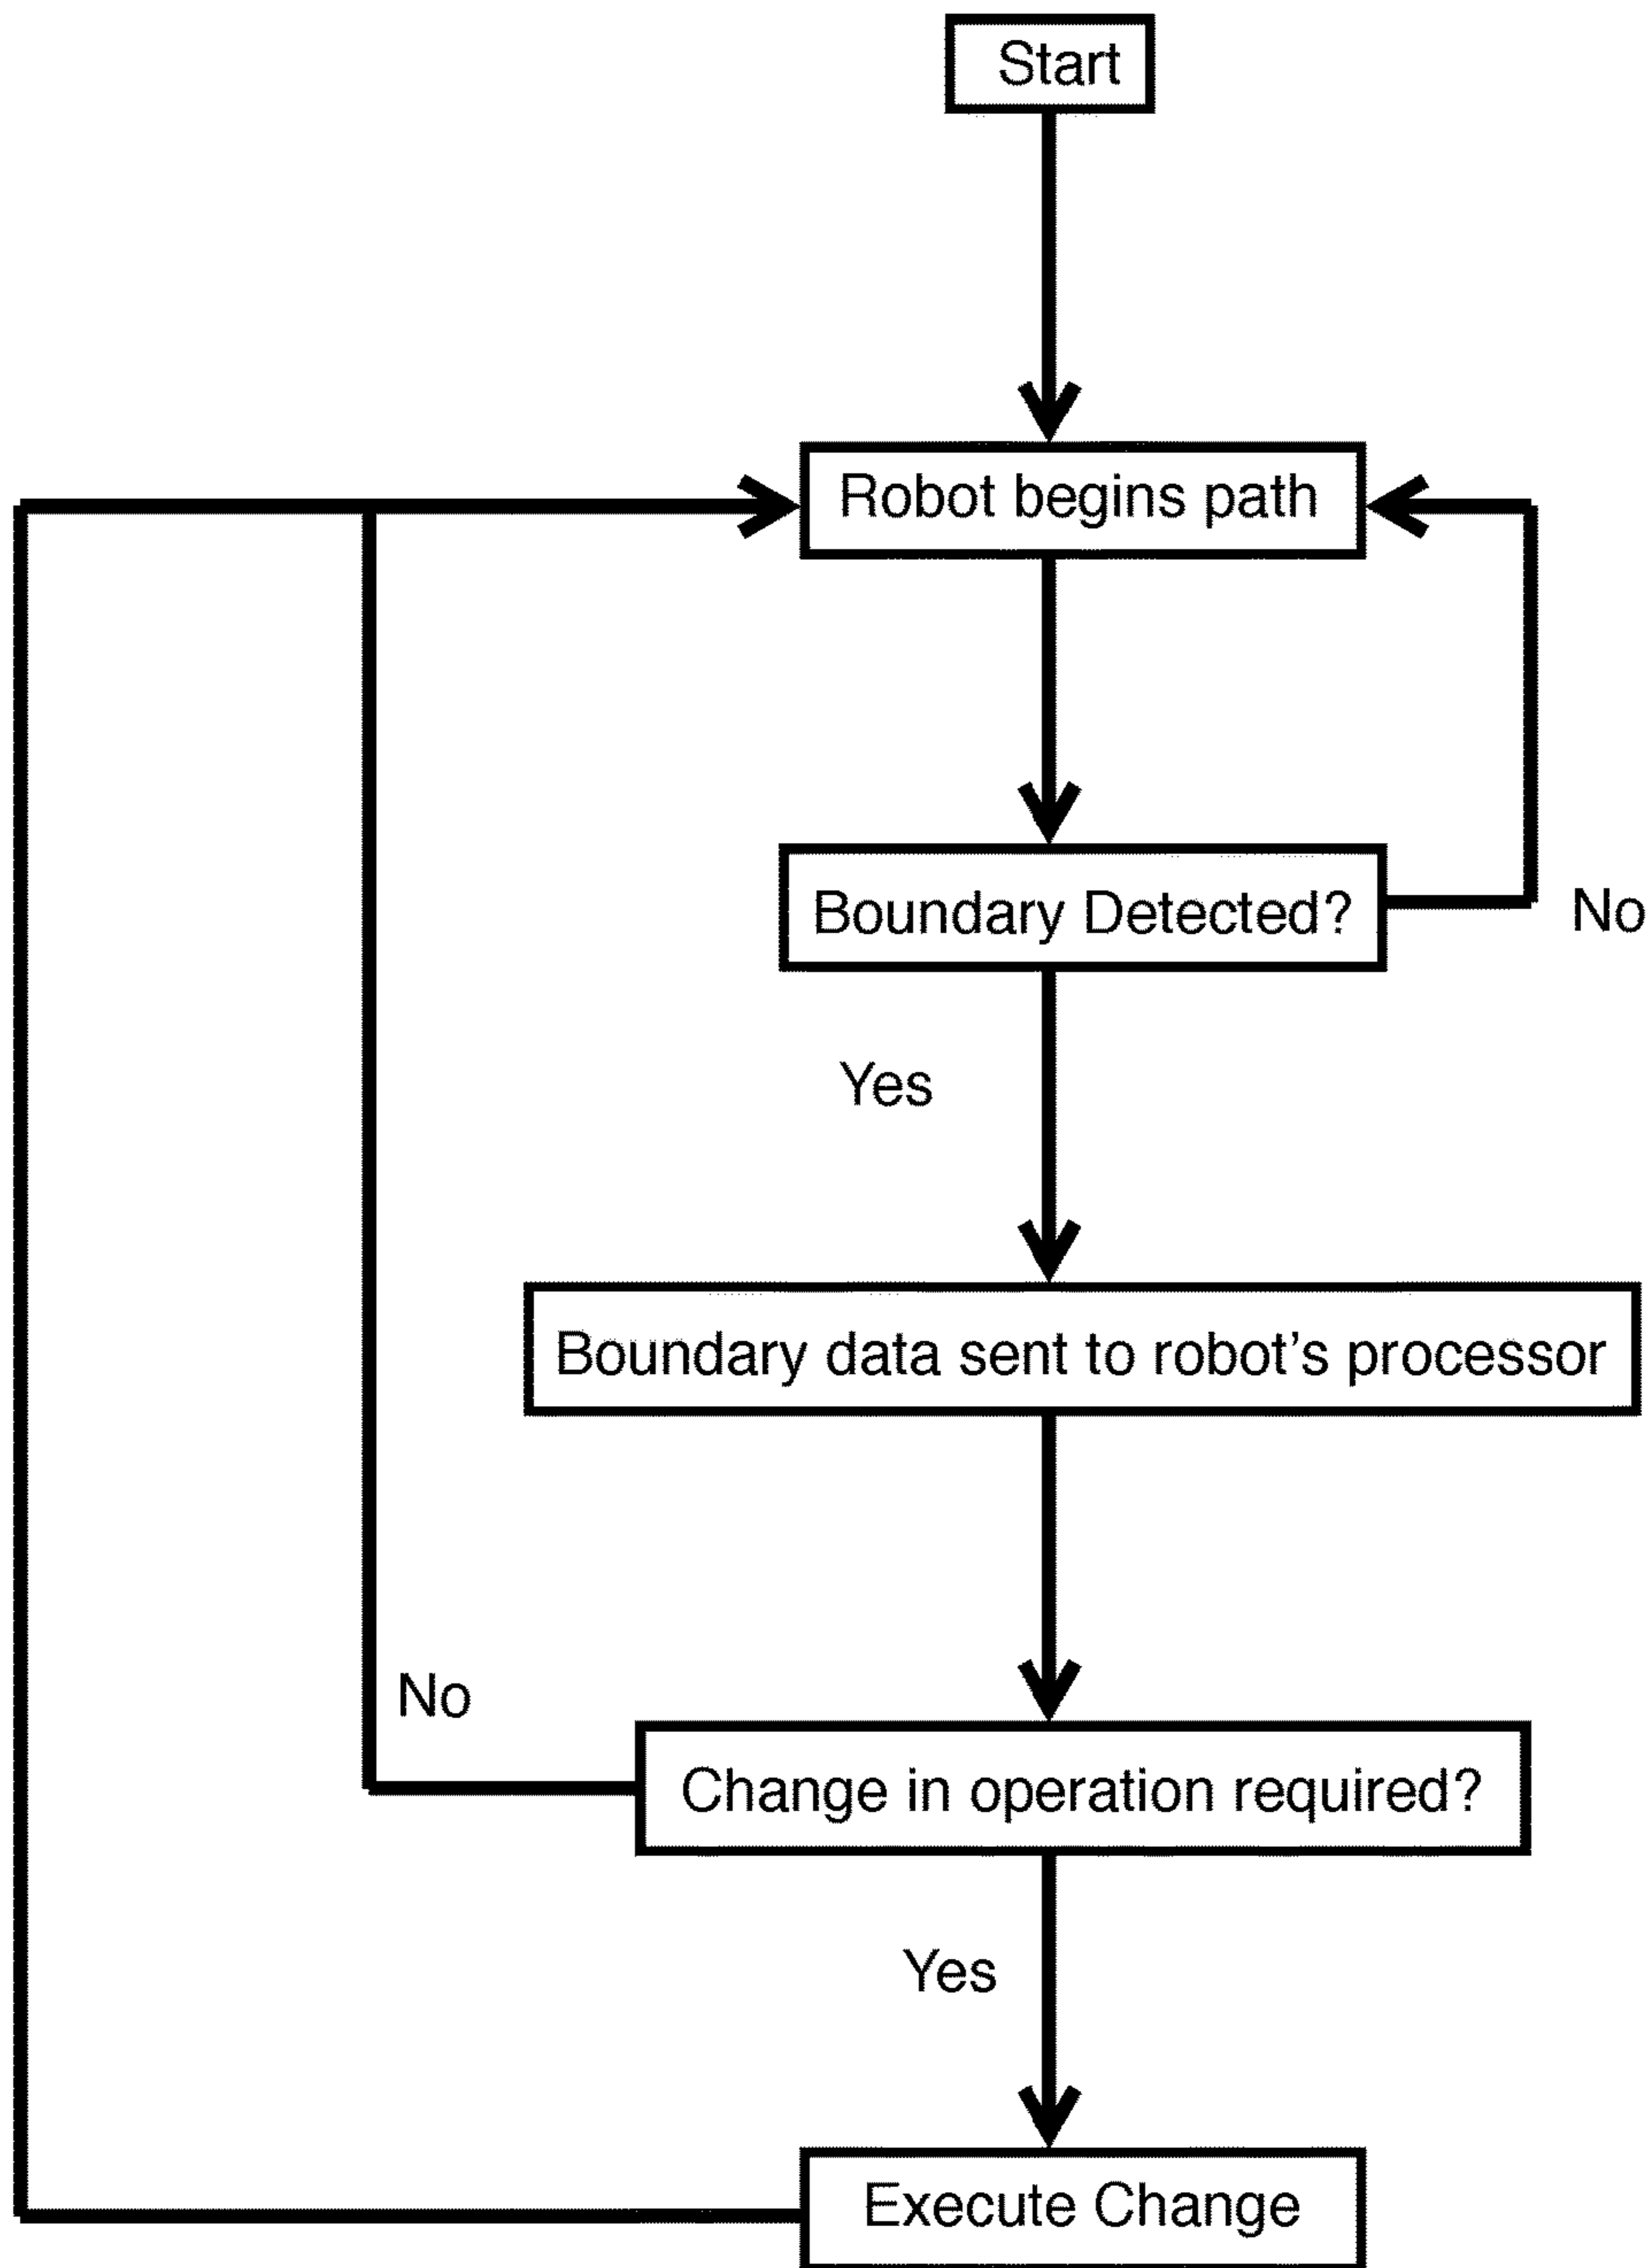 Start
Robot begins path
Boundary Detected?
No
Yes
Boundary data sent to robot’s processor
No
Change in operation required?
Yes
Execute Change